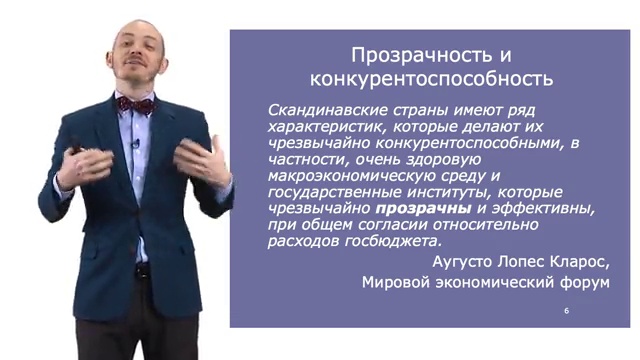 Прозрачность и
конкурентоспособность
Скандинавские страны имеют ряд
характеристик, которые делают их
чрезвычайно конкурентоспособными, в
частности, очень здоровую
макроэкономическую среду и
государственные институты, которые
чрезвычайно прозрачны и эффективны,
при общем согласии относительно
расходов госбюджета.
Аугусто Лопес Кларос,
Мировой экономический форум
6